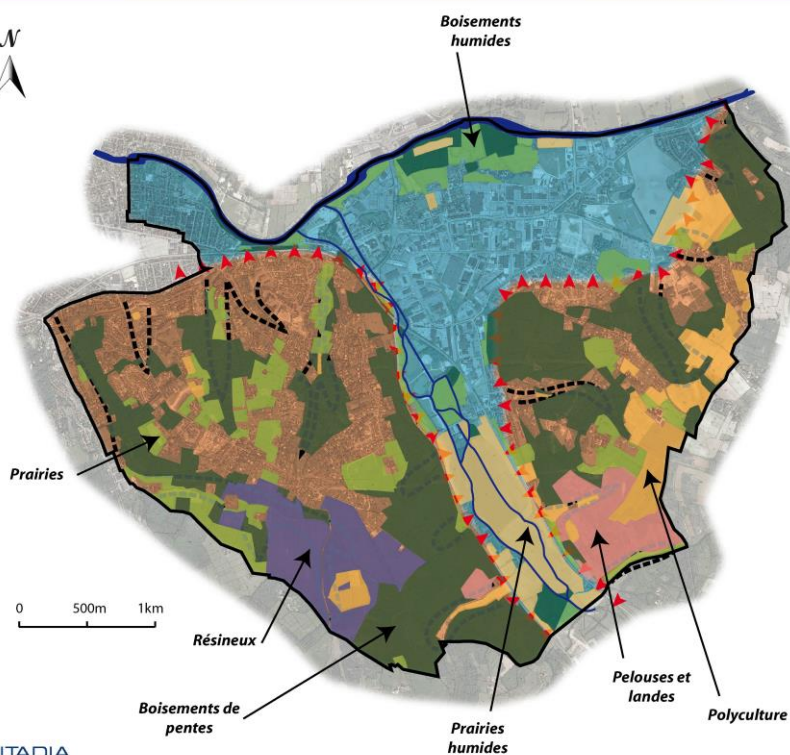 N
Boisements
humides
Prairies
0 500m 1km
Résineux
Boisements de
pentes
Prairies
humides
Pelouses et
landes
Polyculture